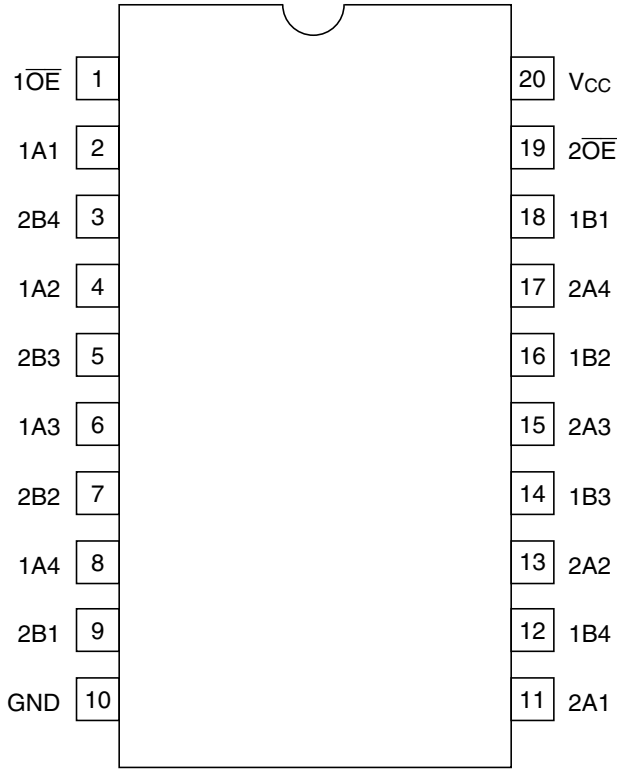 1O̅E̅ 1 20 VCC
1A1 2 19 2O̅E̅
2B4 3 18 1B1
1A2 4 17 2A4
2B3 5 16 1B2
1A3 6 15 2A3
2B2 7 14 1B3
1A4 8 13 2A2
2B1 9 12 1B4
GND 10 11 2A1